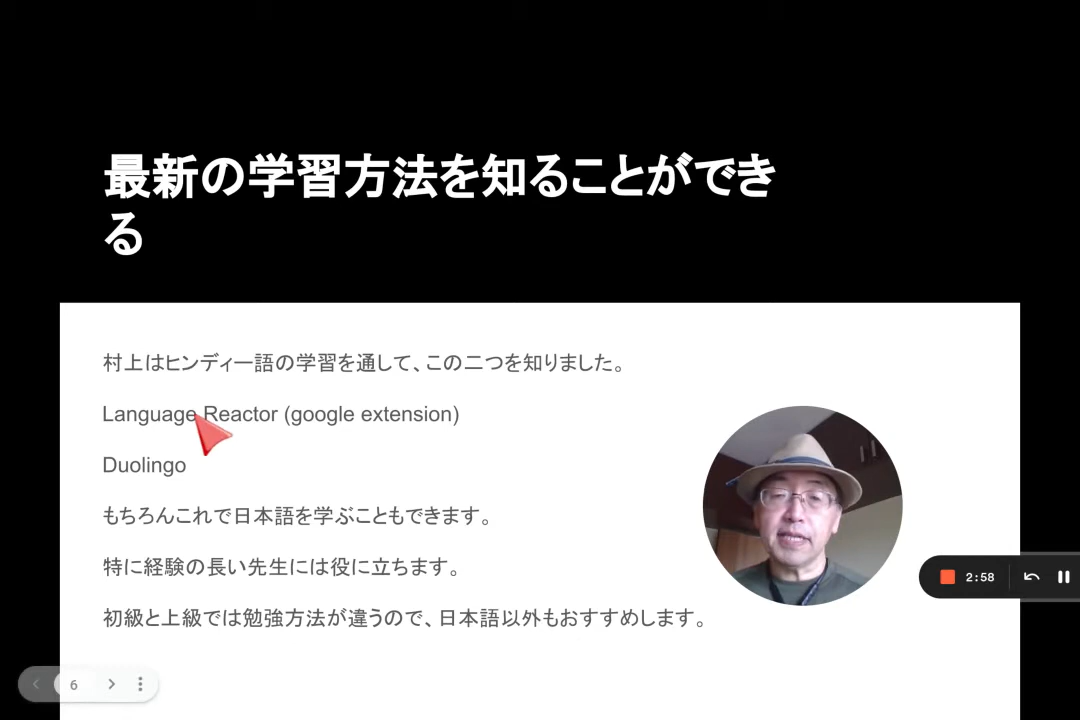 最新の学習方法を知ることができ
る
村上はヒンディー語の学習を通して、この二つを知りました。
Language Reactor (google extension)
Duolingo
もちろんこれで日本語を学ぶこともできます。
特に経験の長い先生には役に立ちます。
2:58
初級と上級では勉強方法が違うので、日本語以外もおすすめします。
6